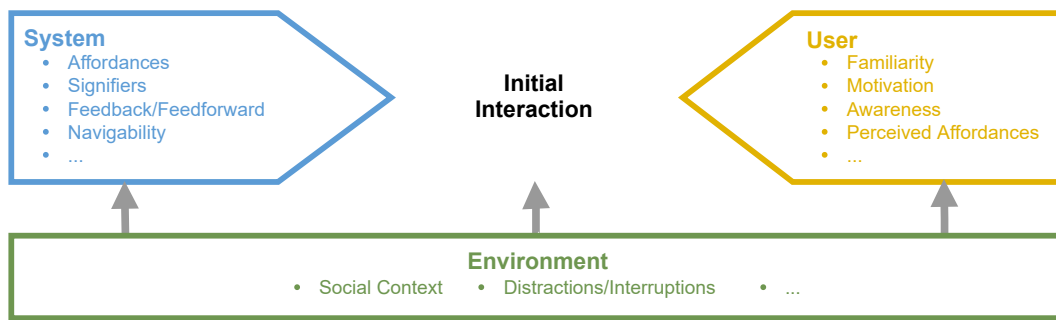 System
• Affordances
• Signifiers
• Feedback/Feedforward
• Navigability
• ...
Initial
Interaction
User
• Familiarity
• Motivation
• Awareness
• Perceived Affordances
• ...
Environment
• Social Context • Distractions/Interruptions • ...